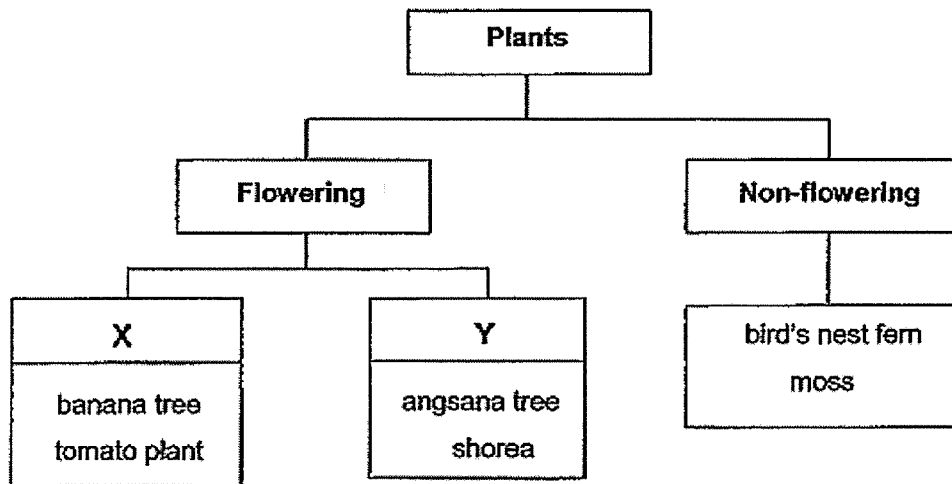 Plants
Flowering
Non-flowering
X
banana tree
tomato plant
Y
angsana tree
shorea
bird's nest fern
moss